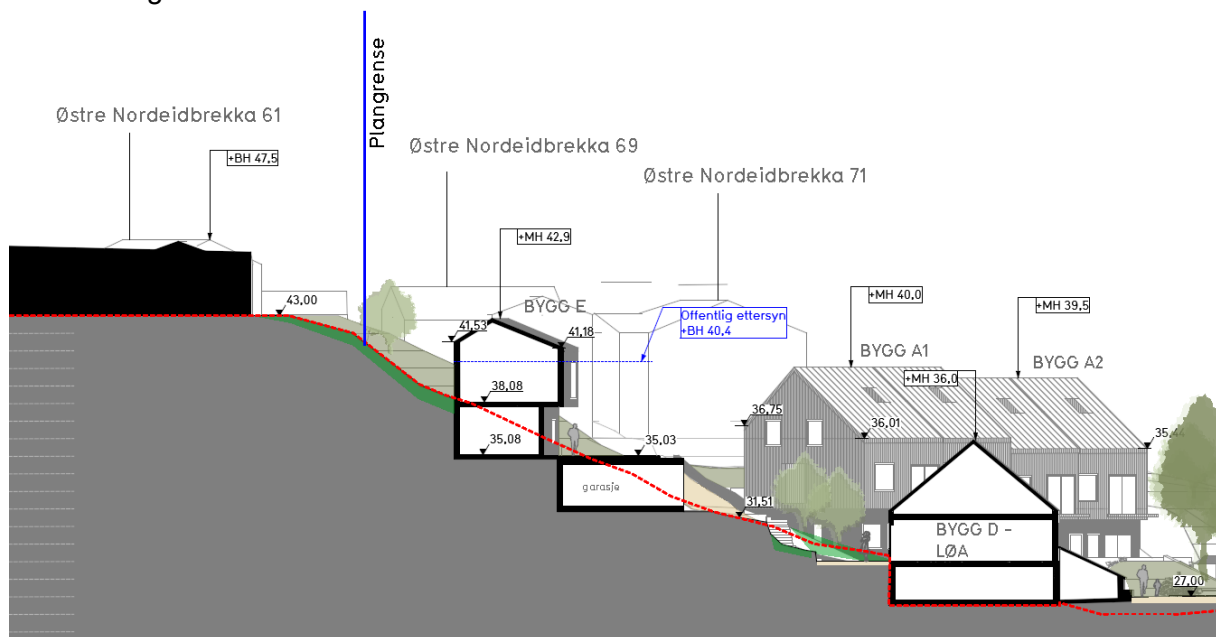 Plangrense
Østre Nordeidbrekka 61
+BH 47,5
Østre Nordeidbrekka 69
Østre Nordeidbrekka 71
+MH 42,9
43,00
BYGG E
41,53
41,18
Offentlig ettersyn
+BH 40,4
+MH 40,0
+MH 39,5
BYGG A1
BYGG A2
+MH 36,0
38,08
36,75
36,01
35,44
35,08
35,03
garasje
31,51
BYGG D -
LØA
27,00